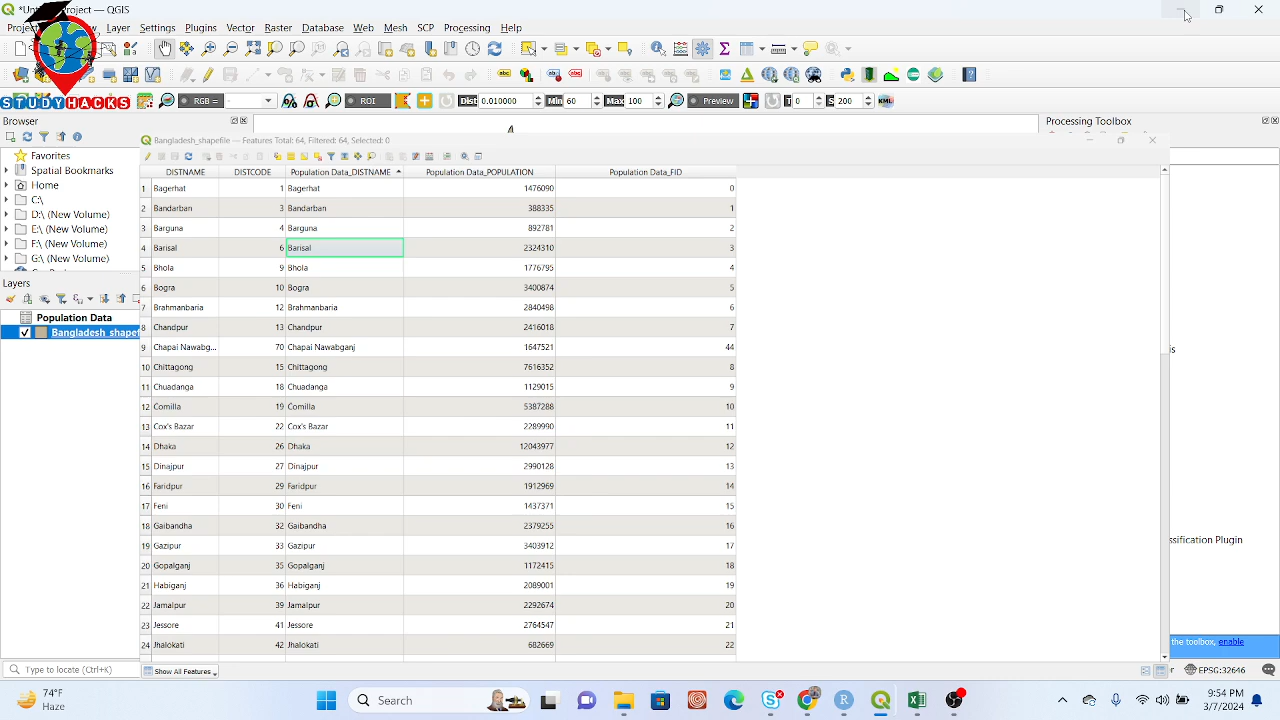 *Unt Project — QGIS
Proj Layer Settings Plugins Vector Raster Database Web Mesh SCP Processing Help
STUDYHACKS
RGB = - ROI Dist 0.010000 Min 60 Max 100 Preview T 0 S 200
Browser
Processing Toolbox
Favorites
Spatial Bookmarks
Home
C:\
D:\ (New Volume)
E:\ (New Volume)
F:\ (New Volume)
G:\ (New Volume)
Layers
Population Data
Bangladesh_shapef
Bangladesh_shapefile — Features Total: 64, Filtered: 64, Selected: 0
DISTNAME DISTCODE Population Data_DISTNAME Population Data_POPULATION Population Data_FID
1 Bagerhat 1 Bagerhat 1476090 0
2 Bandarban 3 Bandarban 388335 1
3 Barguna 4 Barguna 892781 2
4 Barisal 6 Barisal 2324310 3
5 Bhola 9 Bhola 1776795 4
6 Bogra 10 Bogra 3400874 5
7 Brahmanbaria 12 Brahmanbaria 2840498 6
8 Chandpur 13 Chandpur 2416018 7
9 Chapai Nawabg... 70 Chapai Nawabganj 1647521 44
10 Chittagong 15 Chittagong 7616352 8
11 Chuadanga 18 Chuadanga 1129015 9
12 Comilla 19 Comilla 5387288 10
13 Cox's Bazar 22 Cox's Bazar 2289990 11
14 Dhaka 26 Dhaka 12043977 12
15 Dinajpur 27 Dinajpur 2990128 13
16 Faridpur 29 Faridpur 1912969 14
17 Feni 30 Feni 1437371 15
18 Gaibandha 32 Gaibandha 2379255 16
19 Gazipur 33 Gazipur 3403912 17
20 Gopalgonj 35 Gopalgonj 1172415 18
21 Habiganj 36 Habiganj 2089001 19
22 Jamalpur 39 Jamalpur 2292674 20
23 Jessore 41 Jessore 2764547 21
24 Jhalokati 42 Jhalokati 682669 22
is
sification Plugin
the toolbox, enable
Type to locate (Ctrl+K)
Show All Features
r EPSG:32646
74°F
Haze
Search
9:54 PM
3/7/2024